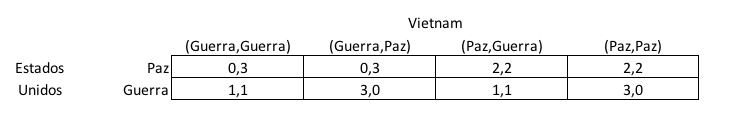 Vietnam
(Guerra,Guerra) (Guerra,Paz) (Paz,Guerra) (Paz,Paz)
Estados Paz 0,3 0,3 2,2 2,2
Unidos Guerra 1,1 3,0 1,1 3,0